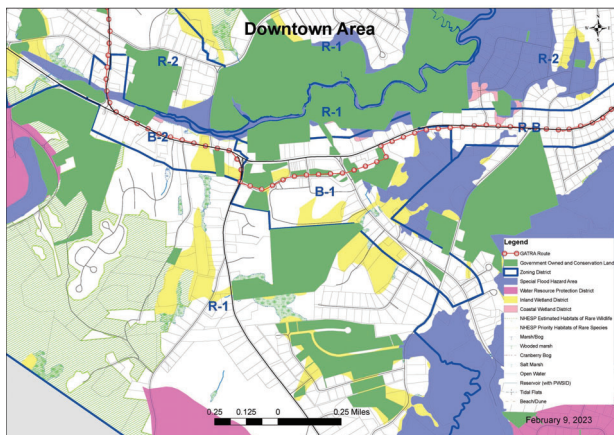 Downtown Area
R-1
R-2
R-2
R-1
B-2
R-B
B-1
R-1
Legend
GATRA Route
Government Owned and Conservation Land
Zoning District
Special Flood Hazard Area
Water Resource Protection District
Inland Wetland District
Coastal Wetland District
NHESP Estimated Habitats of Rare Wildlife
NHESP Priority Habitats of Rare Species
Marsh/Bog
Wooded marsh
Cranberry Bog
Salt Marsh
Open Water
Reservoir (with PWSID)
Tidal Flats
Beach/Dune
0.25 0.125 0 0.25 Miles
February 9, 2023